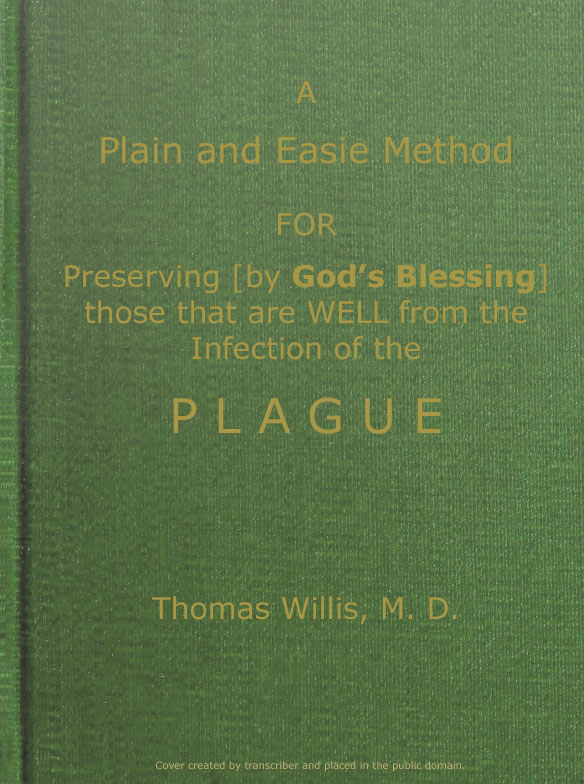 A
Plain and Easie Method
FOR
Preserving [by God’s Blessing]
those that are WELL from the
Infection of the
PLAGUE
Thomas Willis, M. D.
Cover created by transcriber and placed in the public domain.